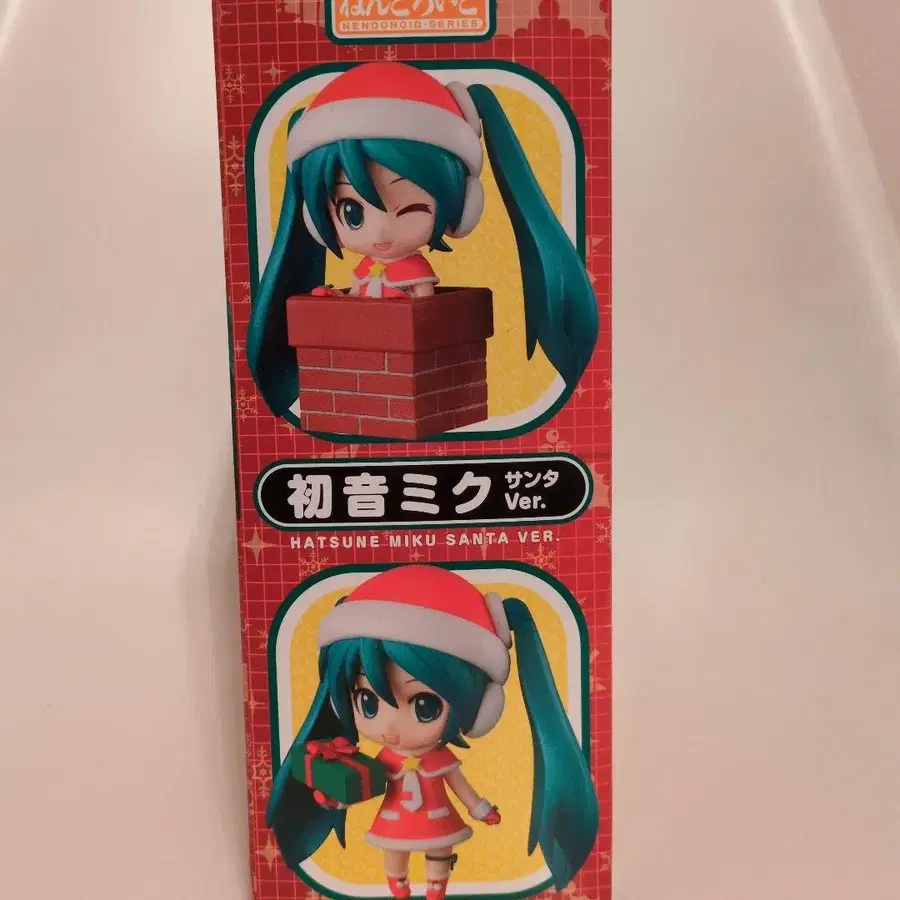 ねんどろいど
NENDOROID-SERIES
初音ミク サンタ Ver.
HATSUNE MIKU SANTA VER.